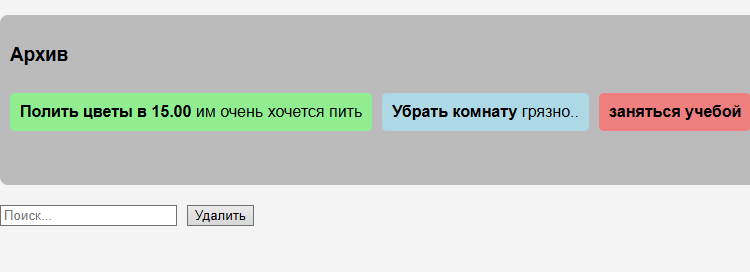 Архив
Полить цветы в 15.00 им очень хочется пить
Убрать комнату грязно..
заняться учебой
Поиск...
Удалить